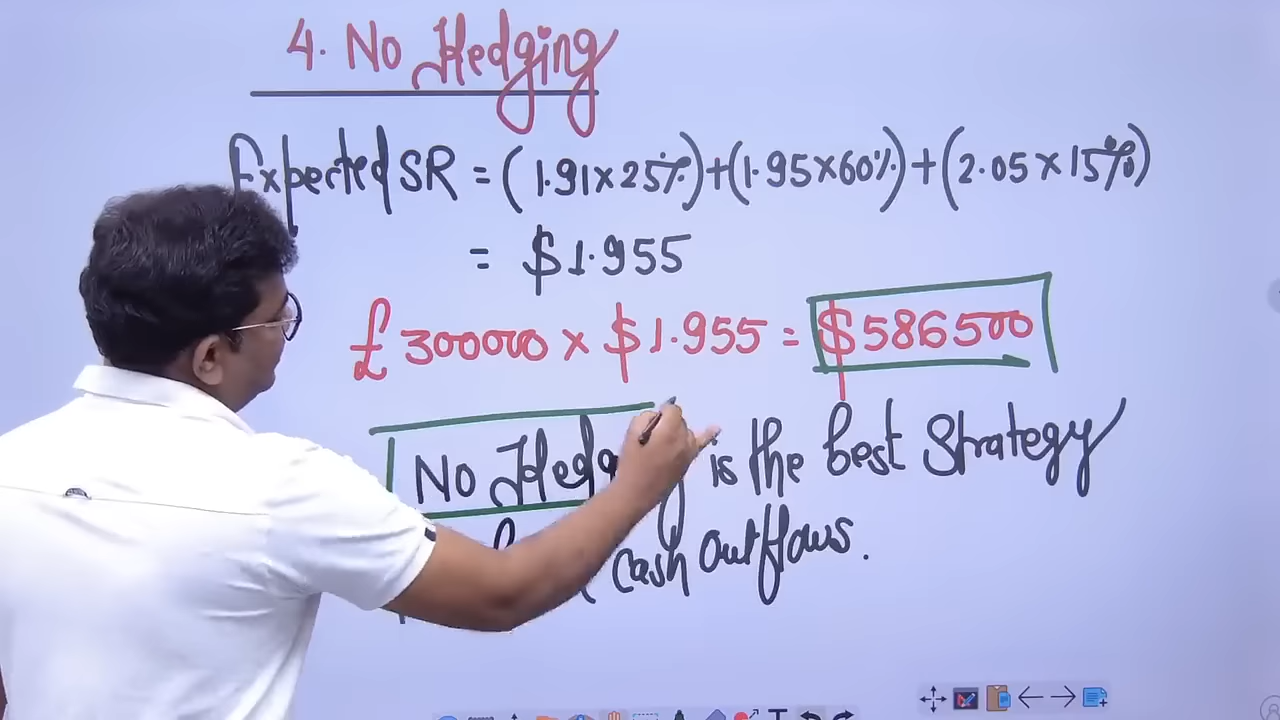 4. No Hedging
Expected SR = (1.91×25%)+(1.95×60%)+(2.05×15%)
= $1.955
£300000 × $1.955 = $586500
No Hedg is the best Strategy
cash outflows.